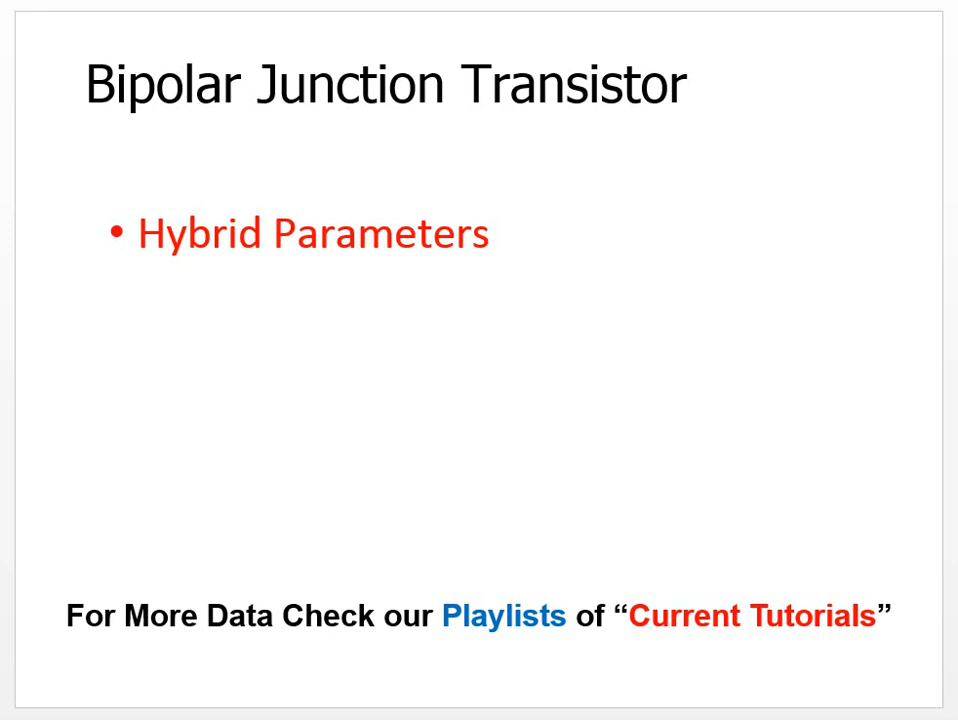 Bipolar Junction Transistor
• Hybrid Parameters
For More Data Check our Playlists of “Current Tutorials”